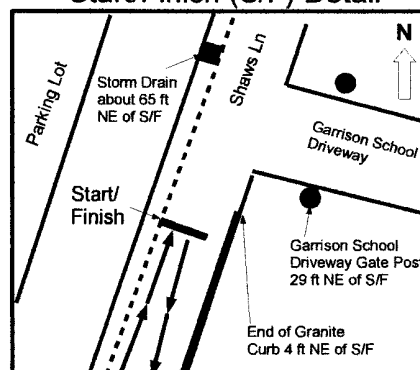 Start/Finish (S/F) Detail
N
Parking Lot
Storm Drain
about 65 ft
NE of S/F
Shaws Ln
Garrison School
Driveway
Start/
Finish
Garrison School
Driveway Gate Post
29 ft NE of S/F
End of Granite
Curb 4 ft NE of S/F